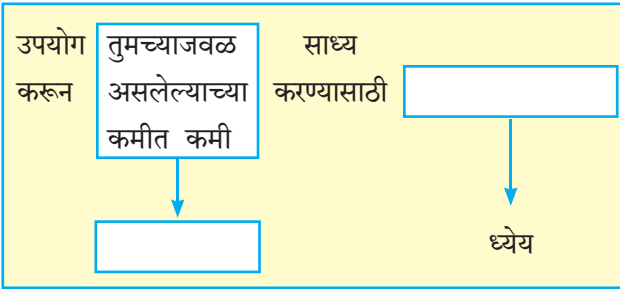 उपयोग तुमच्याजवळ साध्य
करून असलेल्याच्या करण्यासाठी
कमीत कमी
ध्येय